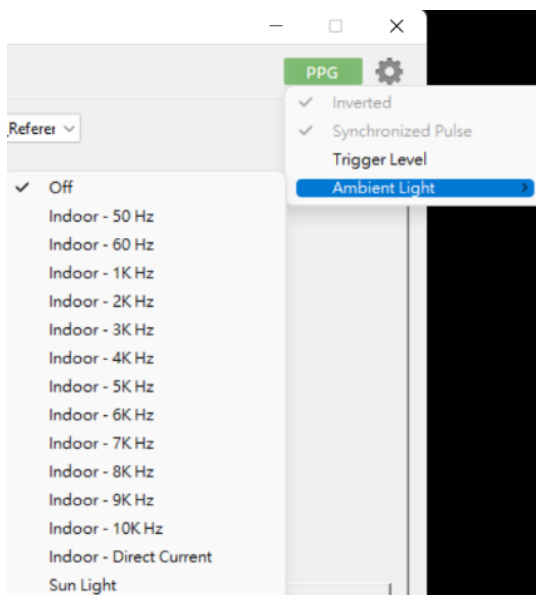 PPG
Inverted
Synchronized Pulse
Trigger Level
Ambient Light
_Referer
Off
Indoor - 50 Hz
Indoor - 60 Hz
Indoor - 1K Hz
Indoor - 2K Hz
Indoor - 3K Hz
Indoor - 4K Hz
Indoor - 5K Hz
Indoor - 6K Hz
Indoor - 7K Hz
Indoor - 8K Hz
Indoor - 9K Hz
Indoor - 10K Hz
Indoor - Direct Current
Sun Light